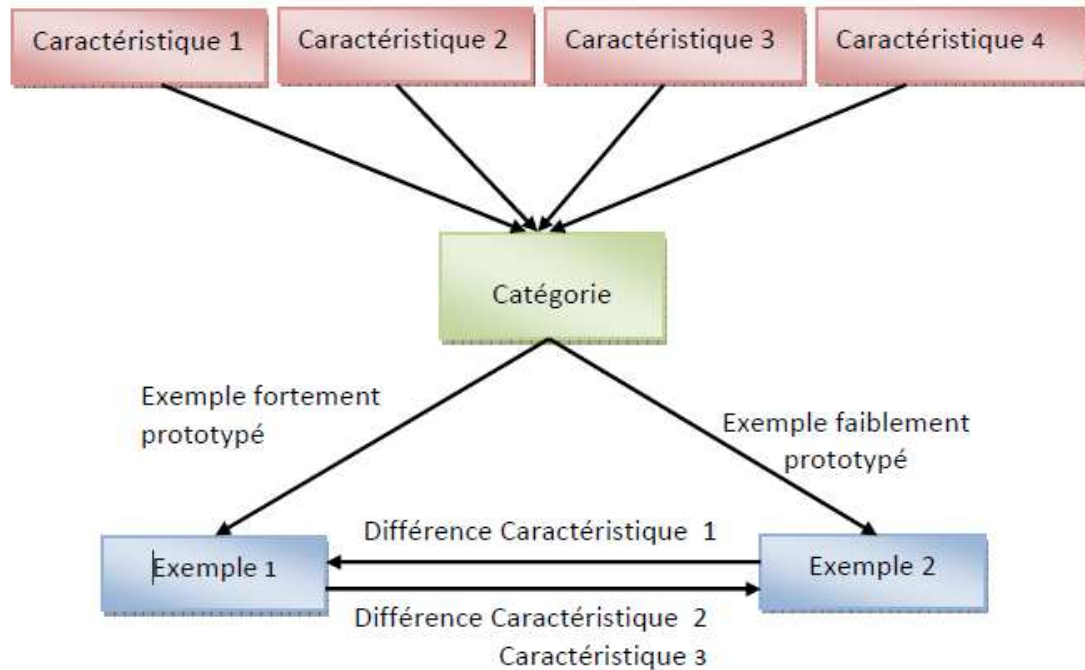 Caractéristique 1
Caractéristique 2
Caractéristique 3
Caractéristique 4
Catégorie
Exemple fortement
prototypé
Exemple faiblement
prototypé
Différence Caractéristique 1
Exemple 1
Exemple 2
Différence Caractéristique 2
Caractéristique 3